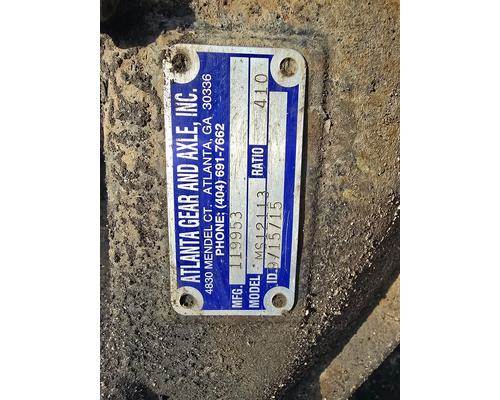 ATLANTA GEAR AND AXLE, INC.
4830 MENDEL CT. ATLANTA, GA 30336
PHONE; (404) 691-7662
MFG. 119953
MODEL MS12113 RATIO 410
ID. 9/15/15